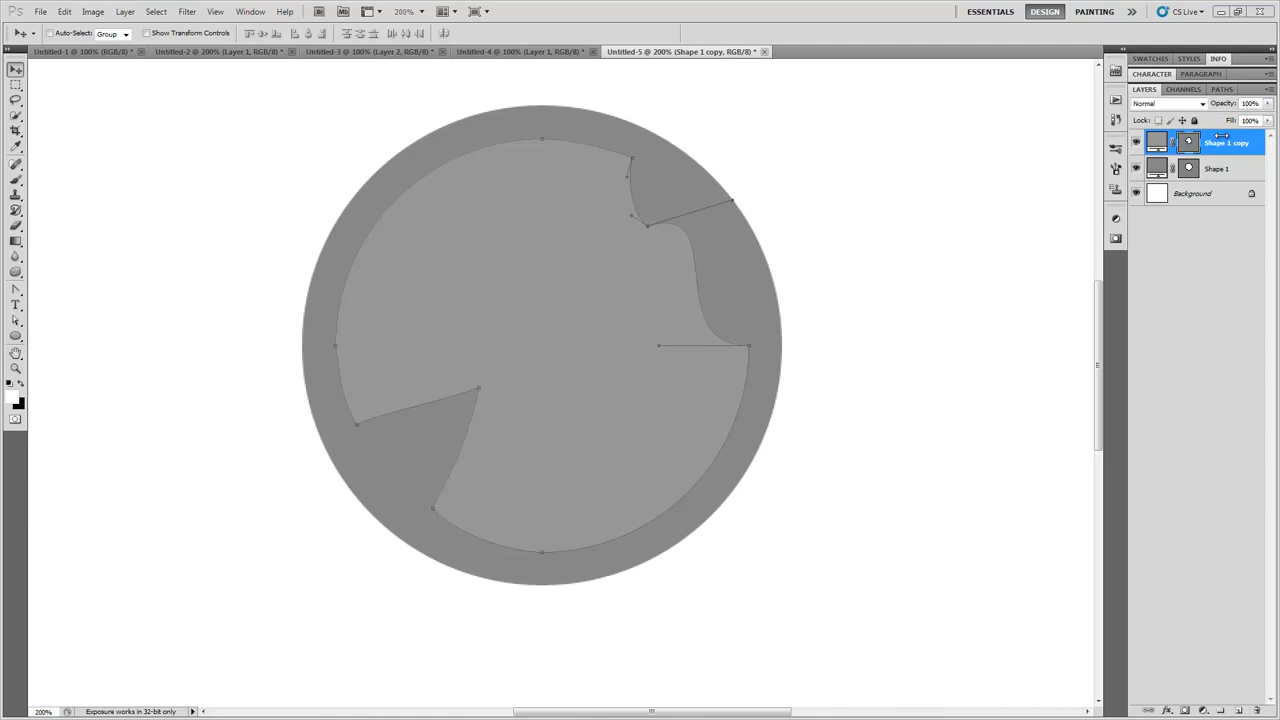 Ps File Edit Image Layer Select Filter Analysis 3D View Window Help 200% ESSENTIALS DESIGN PAINTING CS Live
Auto-Select: Group Show Transform Controls
Untitled-1 @ 100% (RGB/8) * Untitled-2 @ 200% (Layer 1, RGB/8) * Untitled-3 @ 100% (Layer 2, RGB/8) * Untitled-4 @ 100% (Layer 1, RGB/8) * Untitled-5 @ 200% (Shape 1 copy, RGB/8) *
SWATCHES STYLES INFO
CHARACTER PARAGRAPH
LAYERS CHANNELS PATHS
Normal Opacity: 100%
Lock: Fill: 100%
Shape 1 copy
Shape 1
Background
200% Exposure works in 32-bit only